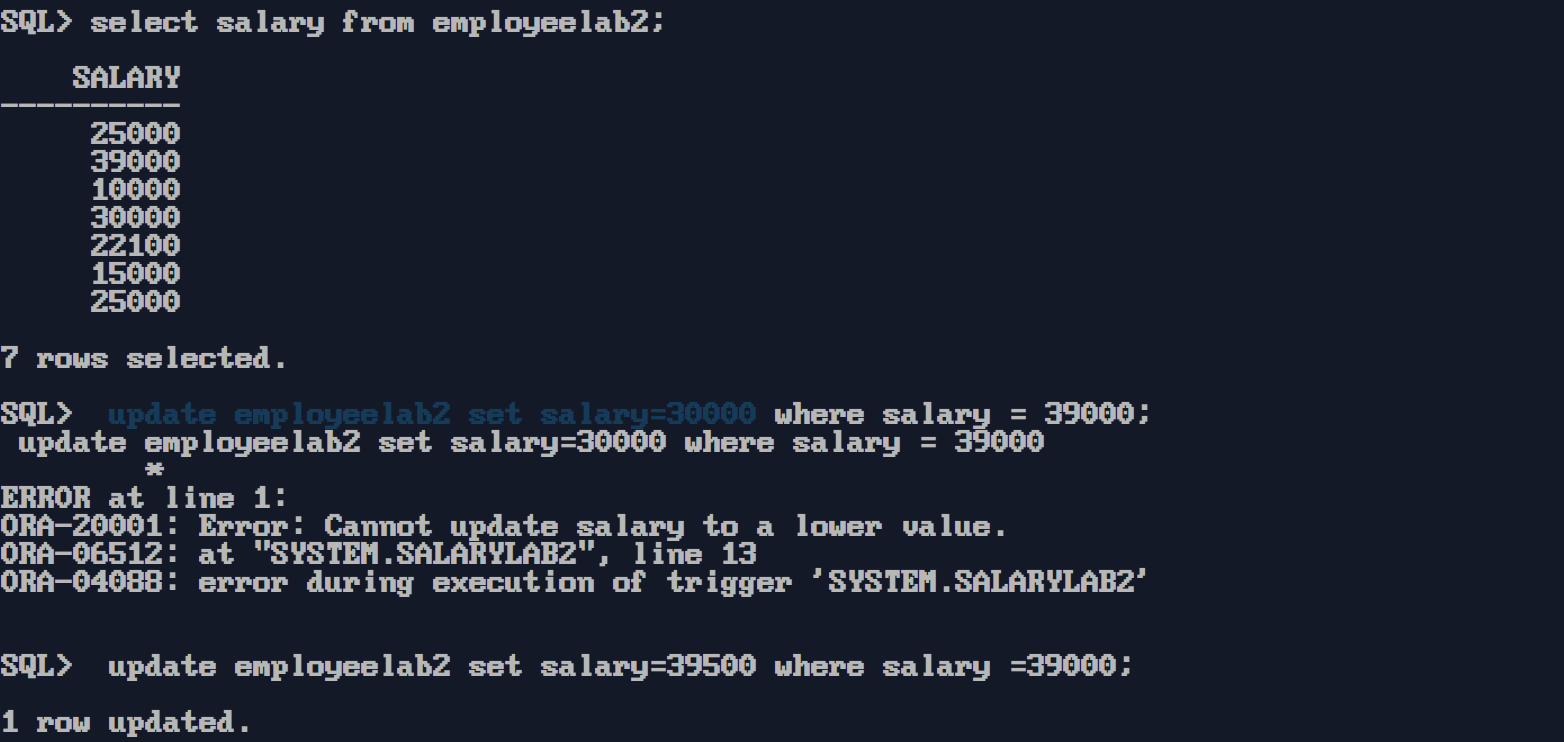 SQL> select salary from employeelab2;
SALARY
----------
25000
39000
10000
30000
22100
15000
25000
7 rows selected.
SQL>  update employeelab2 set salary=30000 where salary = 39000;
 update employeelab2 set salary=30000 where salary = 39000
*
ERROR at line 1:
ORA-20001: Error: Cannot update salary to a lower value.
ORA-06512: at "SYSTEM.SALARYLAB2", line 13
ORA-04088: error during execution of trigger 'SYSTEM.SALARYLAB2'
SQL>  update employeelab2 set salary=39500 where salary =39000;
1 row updated.